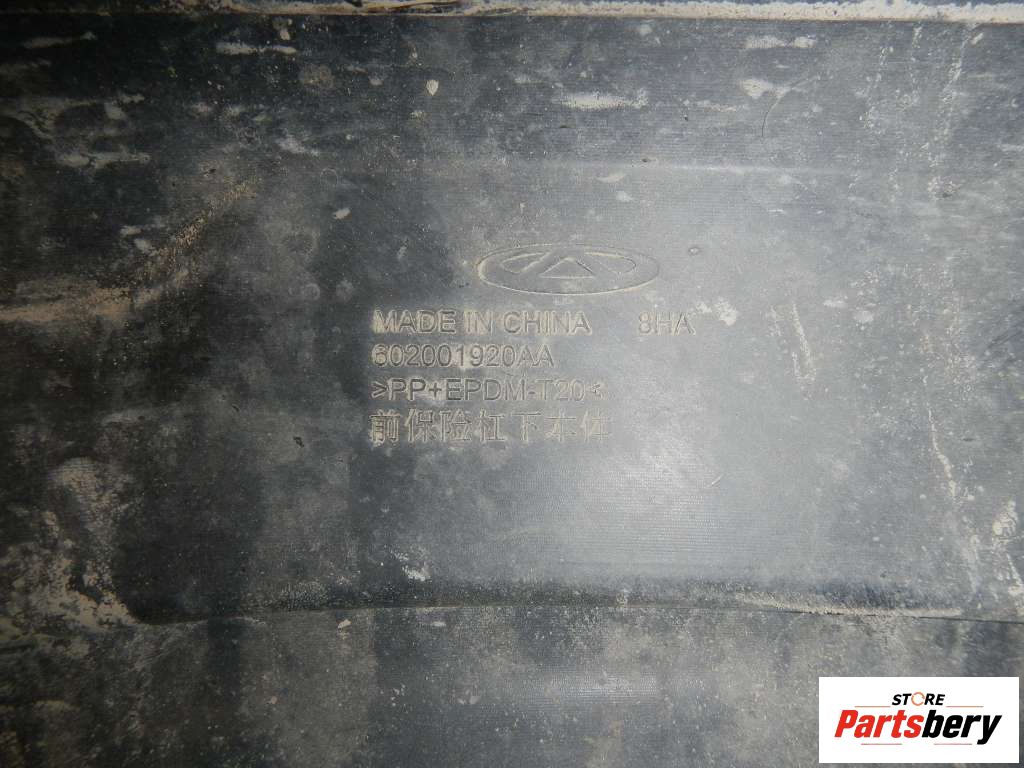 MADE IN CHINA 8HA
602001920AA
>PP+EPDM-T20<
前保险杠下本体
STORE
Partsbery